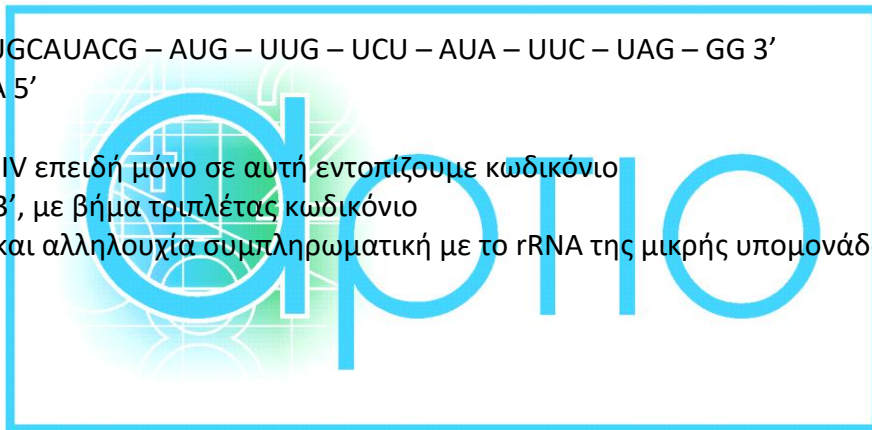 UGCAUACG – AUG – UUG – UCU – AUA – UUC – UAG – GG 3’
A 5’
IV επειδή μόνο σε αυτή εντοπίζουμε κωδικόνιο
3’, με βήμα τριπλέτας κωδικόνιο
και αλληλουχία συμπληρωματική με το rRNA της μικρής υπομονάδ
αρτιο